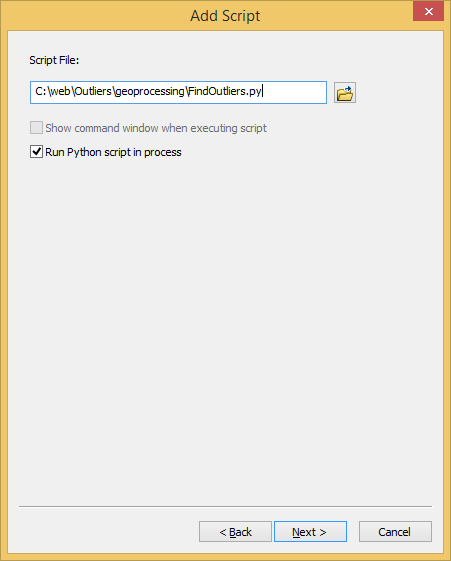 Add Script
Script File:
C:\web\Outliers\geoprocessing\FindOutliers.py
Show command window when executing script
Run Python script in process
< Back Next > Cancel